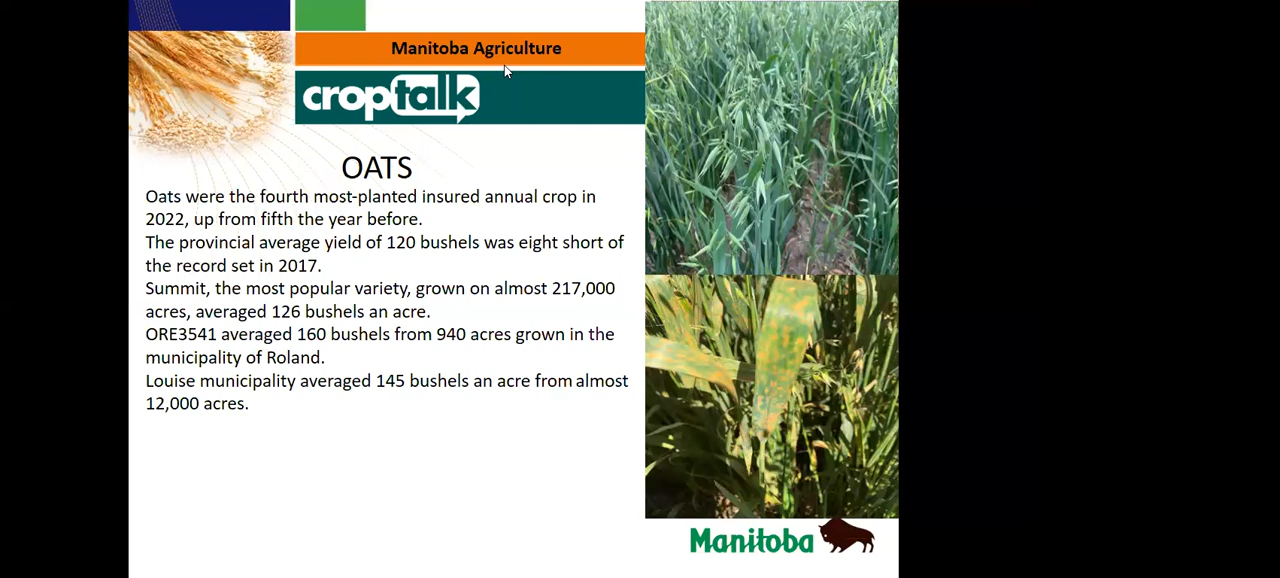 Manitoba Agriculture
croptalk
OATS
Oats were the fourth most-planted insured annual crop in
2022, up from fifth the year before.
The provincial average yield of 120 bushels was eight short of
the record set in 2017.
Summit, the most popular variety, grown on almost 217,000
acres, averaged 126 bushels an acre.
ORE3541 averaged 160 bushels from 940 acres grown in the
municipality of Roland.
Louise municipality averaged 145 bushels an acre from almost
12,000 acres.
Manitoba